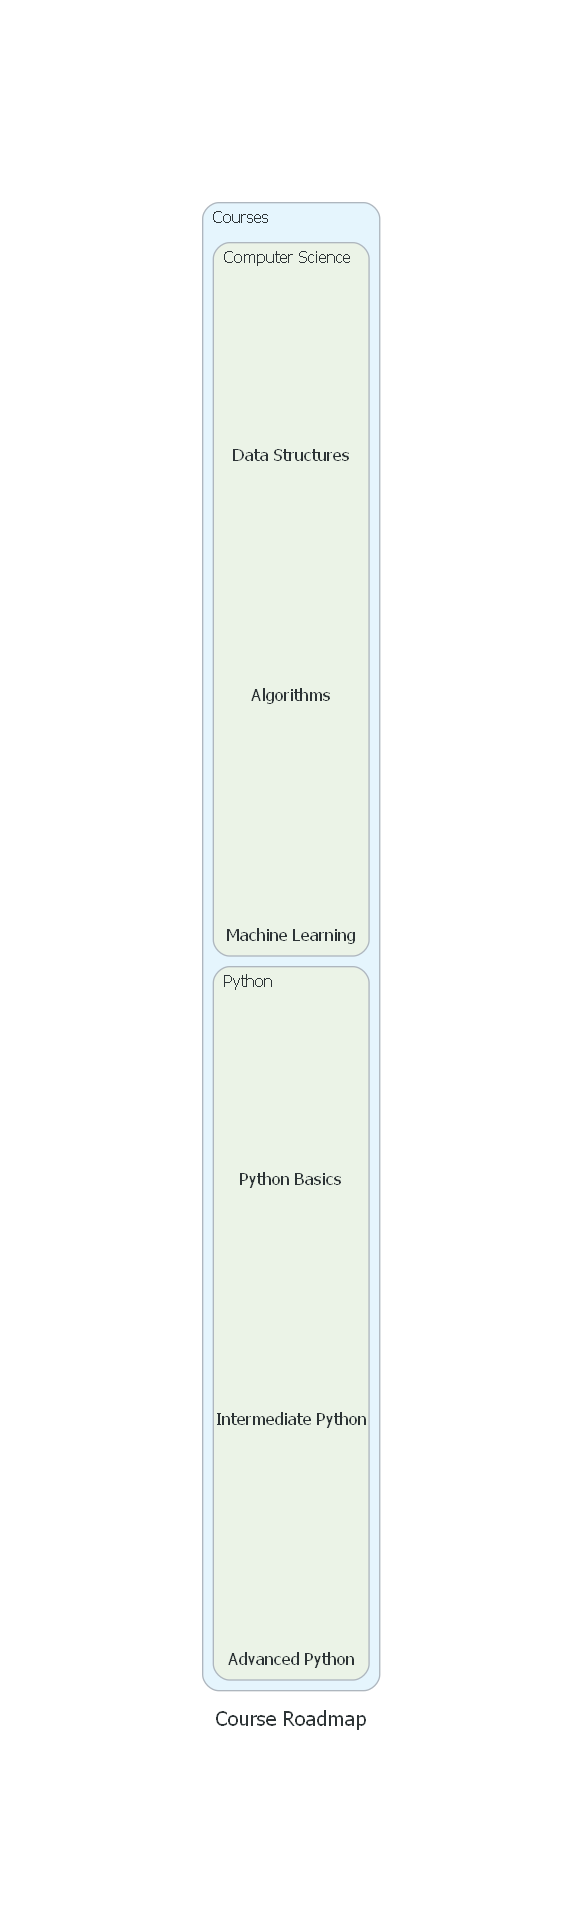 Courses
Computer Science
Data Structures
Algorithms
Machine Learning
Python
Python Basics
Intermediate Python
Advanced Python
Course Roadmap